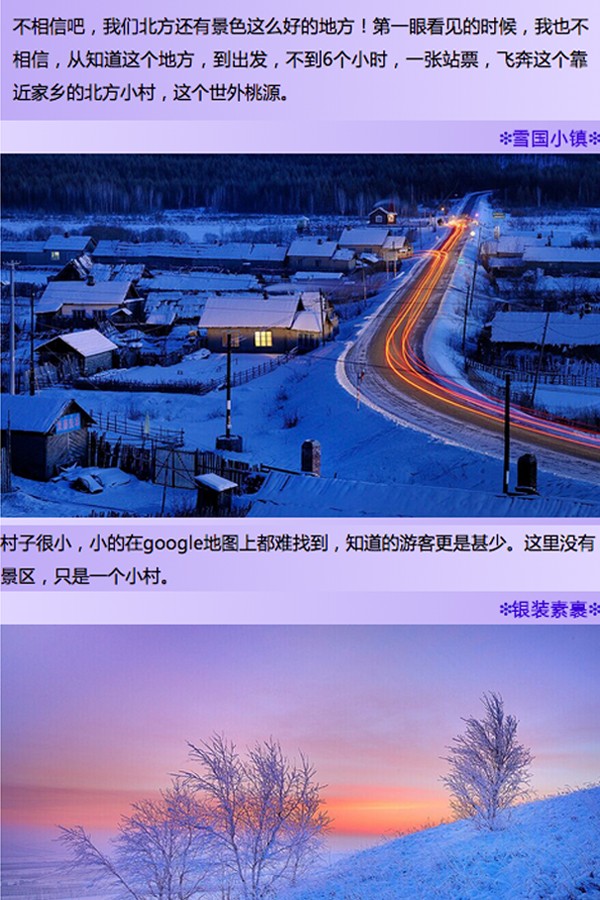 不相信吧，我们北方还有景色这么好的地方！第一眼看见的时候，我也不
相信，从知道这个地方，到出发，不到6个小时，一张站票，飞奔这个靠
近家乡的北方小村，这个世外桃源。
❇雪国小镇❇
村子很小，小的在google地图上都难找到，知道的游客更是甚少。这里没有
景区，只是一个小村。
❇银装素裹❇